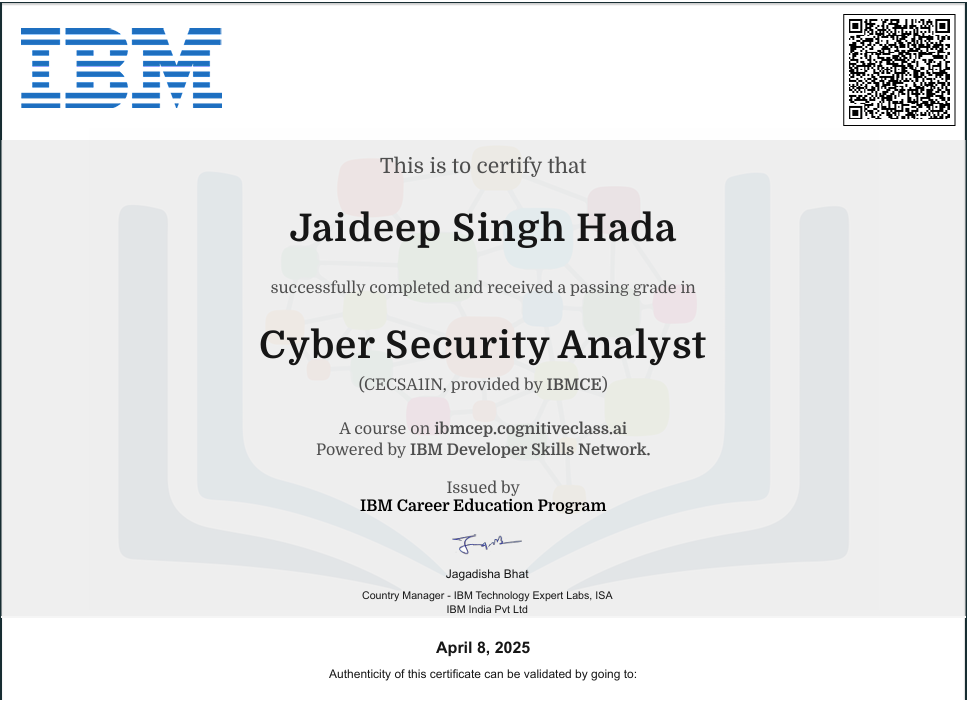 IBM
This is to certify that
Jaideep Singh Hada
successfully completed and received a passing grade in
Cyber Security Analyst
(CECSA1IN, provided by IBMCE)
A course on ibmcep.cognitiveclass.ai
Powered by IBM Developer Skills Network.
Issued by
IBM Career Education Program
Jagadisha Bhat
Country Manager - IBM Technology Expert Labs, ISA
IBM India Pvt Ltd
April 8, 2025
Authenticity of this certificate can be validated by going to: